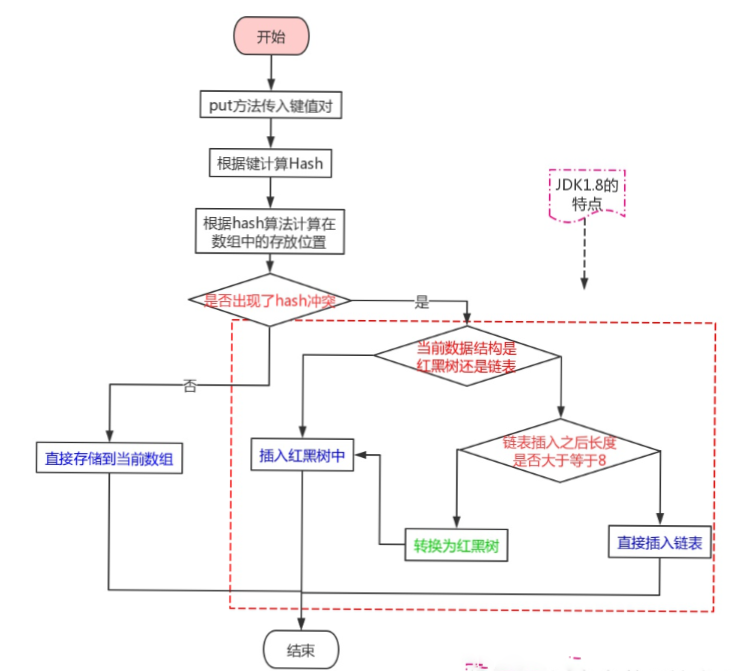 开始
put方法传入键值对
根据键计算Hash
JDK1.8的
特点
根据hash算法计算在
数组中的存放位置
是否出现了hash冲突
是
当前数据结构是
红黑树还是链表
否
链表插入之后长度
是否大于等于8
直接存储到当前数组
插入红黑树中
转换为红黑树
直接插入链表
结束